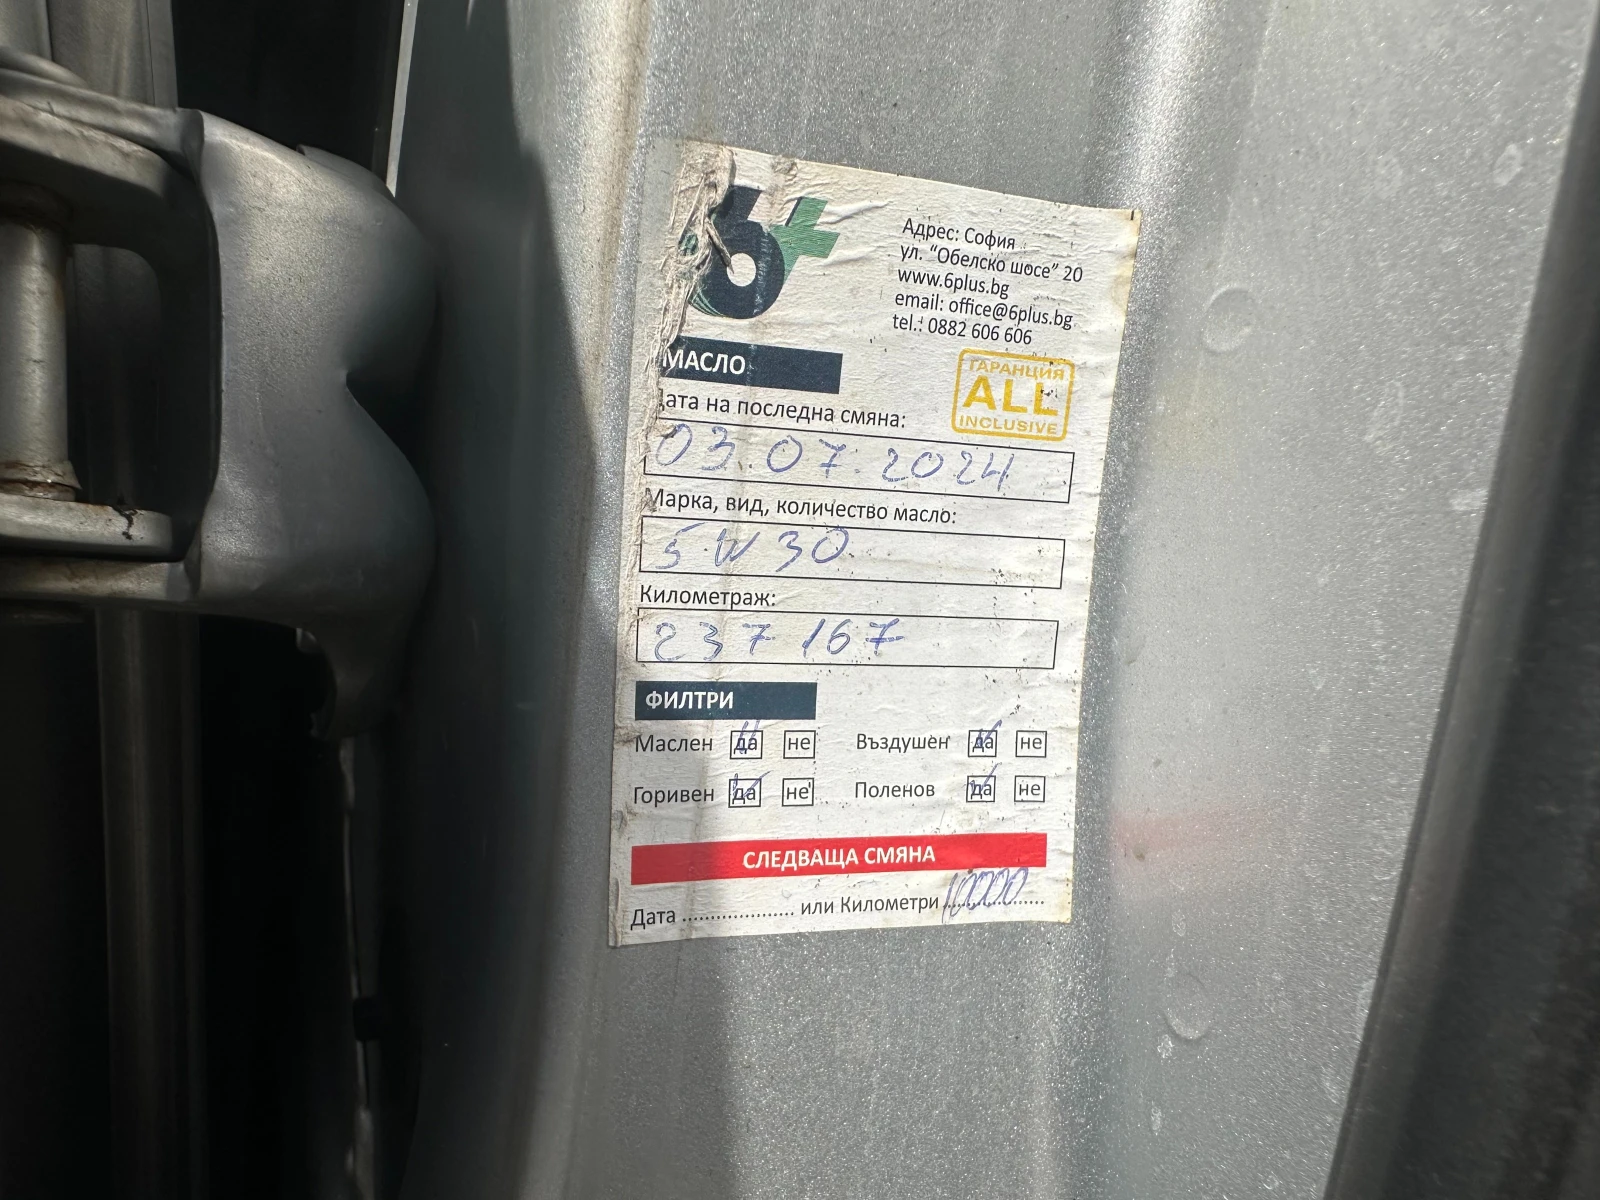 6+
Адрес: София
ул. "Обелско шосе" 20
www.6plus.bg
email: office@6plus.bg
tel.: 0882 606 606
МАСЛО
ГАРАНЦИЯ
ALL
INCLUSIVE
Дата на последна смяна:
03.07.2024
Марка, вид, количество масло:
5W30
Километраж:
237 167
ФИЛТРИ
Маслен да не Въздушен да не
Горивен да не Поленов да не
СЛЕДВАЩА СМЯНА
Дата .................... или Километри 10000